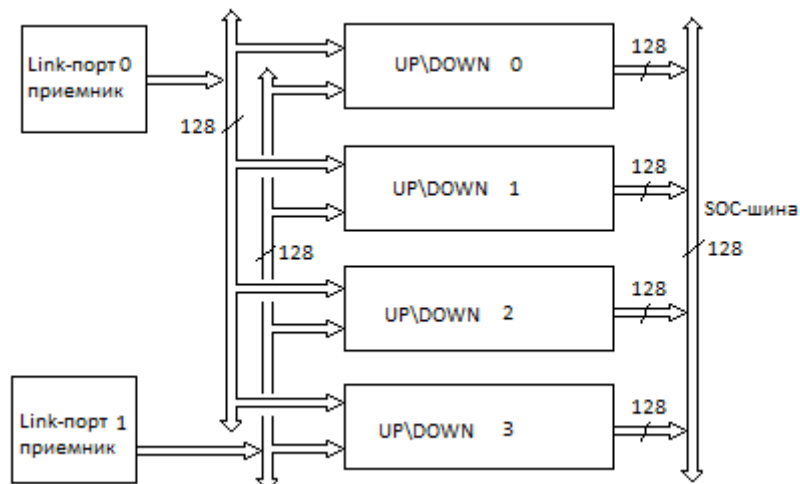 Link-порт 0
приемник
128
UP\DOWN 0
128
UP\DOWN 1
128
SOC-шина
128
128
UP\DOWN 2
128
Link-порт 1
приемник
UP\DOWN 3
128